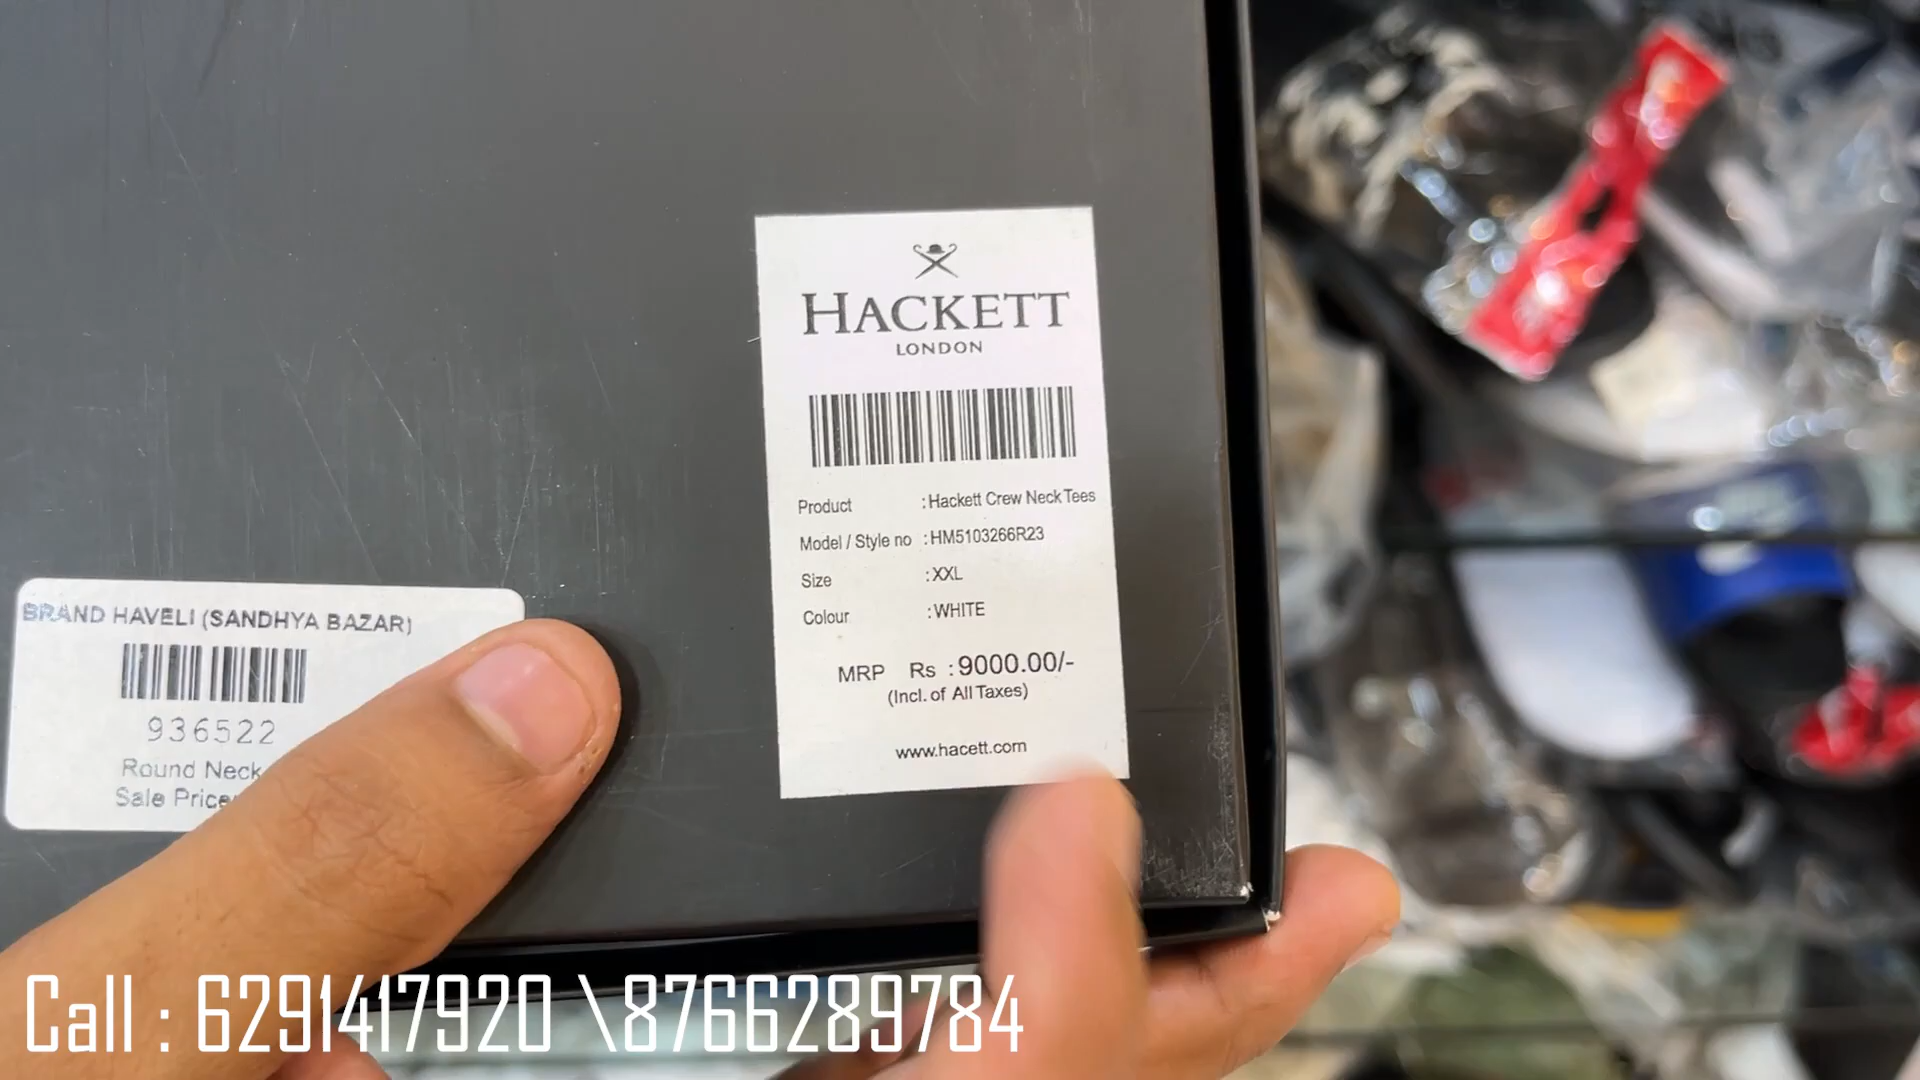 HACKETT
LONDON
Product : Hackett Crew Neck Tees
Model / Style no : HM5103266R23
Size : XXL
Colour : WHITE
MRP Rs : 9000.00/-
(Incl. of All Taxes)
www.hacett.com
BRAND HAVELI (SANDHYA BAZAR)
936522
Round Neck
Sale Price
Call : 6291417920 \8766289784